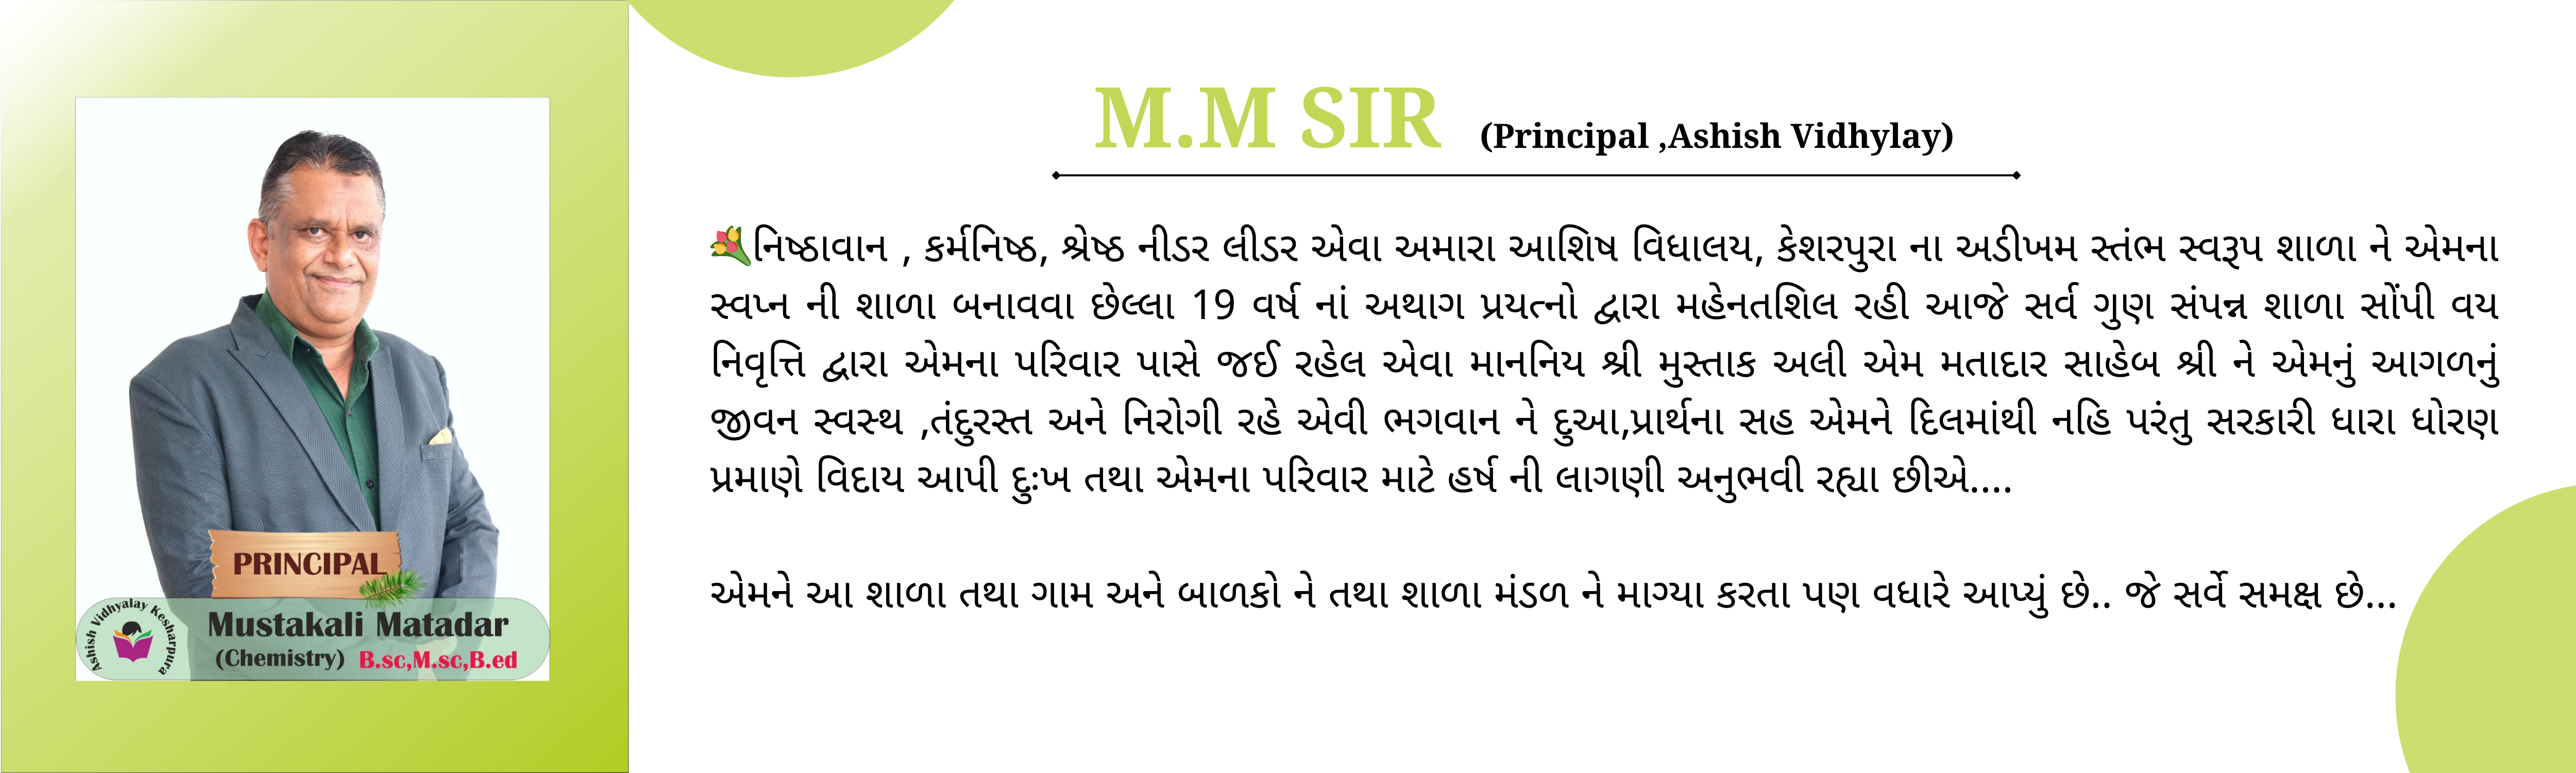 M.M SIR (Principal ,Ashish Vidhylay)
નિષ્ઠાવાન , કર્મનિષ્ઠ, શ્રેષ્ઠ નીડર લીડર એવા અમારા આશિષ વિધાલય, કેશરપુરા ના અડીખમ સ્તંભ સ્વરૂપ શાળા ને એમના
સ્વપ્ન ની શાળા બનાવવા છેલ્લા 19 વર્ષ નાં અથાગ પ્રયત્નો દ્વારા મહેનતશિલ રહી આજે સર્વ ગુણ સંપન્ન શાળા સોંપી વય
નિવૃત્તિ દ્વારા એમના પરિવાર પાસે જઈ રહેલ એવા માનનિય શ્રી મુસ્તાક અલી એમ મતાદાર સાહેબ શ્રી ને એમનું આગળનું
જીવન સ્વસ્થ ,તંદુરસ્ત અને નિરોગી રહે એવી ભગવાન ને દુઆ,પ્રાર્થના સહ એમને દિલમાંથી નહિ પરંતુ સરકારી ધારા ધોરણ
પ્રમાણે વિદાય આપી દુઃખ તથા એમના પરિવાર માટે હર્ષ ની લાગણી અનુભવી રહ્યા છીએ....
એમને આ શાળા તથા ગામ અને બાળકો ને તથા શાળા મંડળ ને માગ્યા કરતા પણ વધારે આપ્યું છે.. જે સર્વે સમક્ષ છે...
PRINCIPAL
Ashish Vidhyalay Kesharpura
Mustakali Matadar
(Chemistry) B.sc,M.sc,B.ed